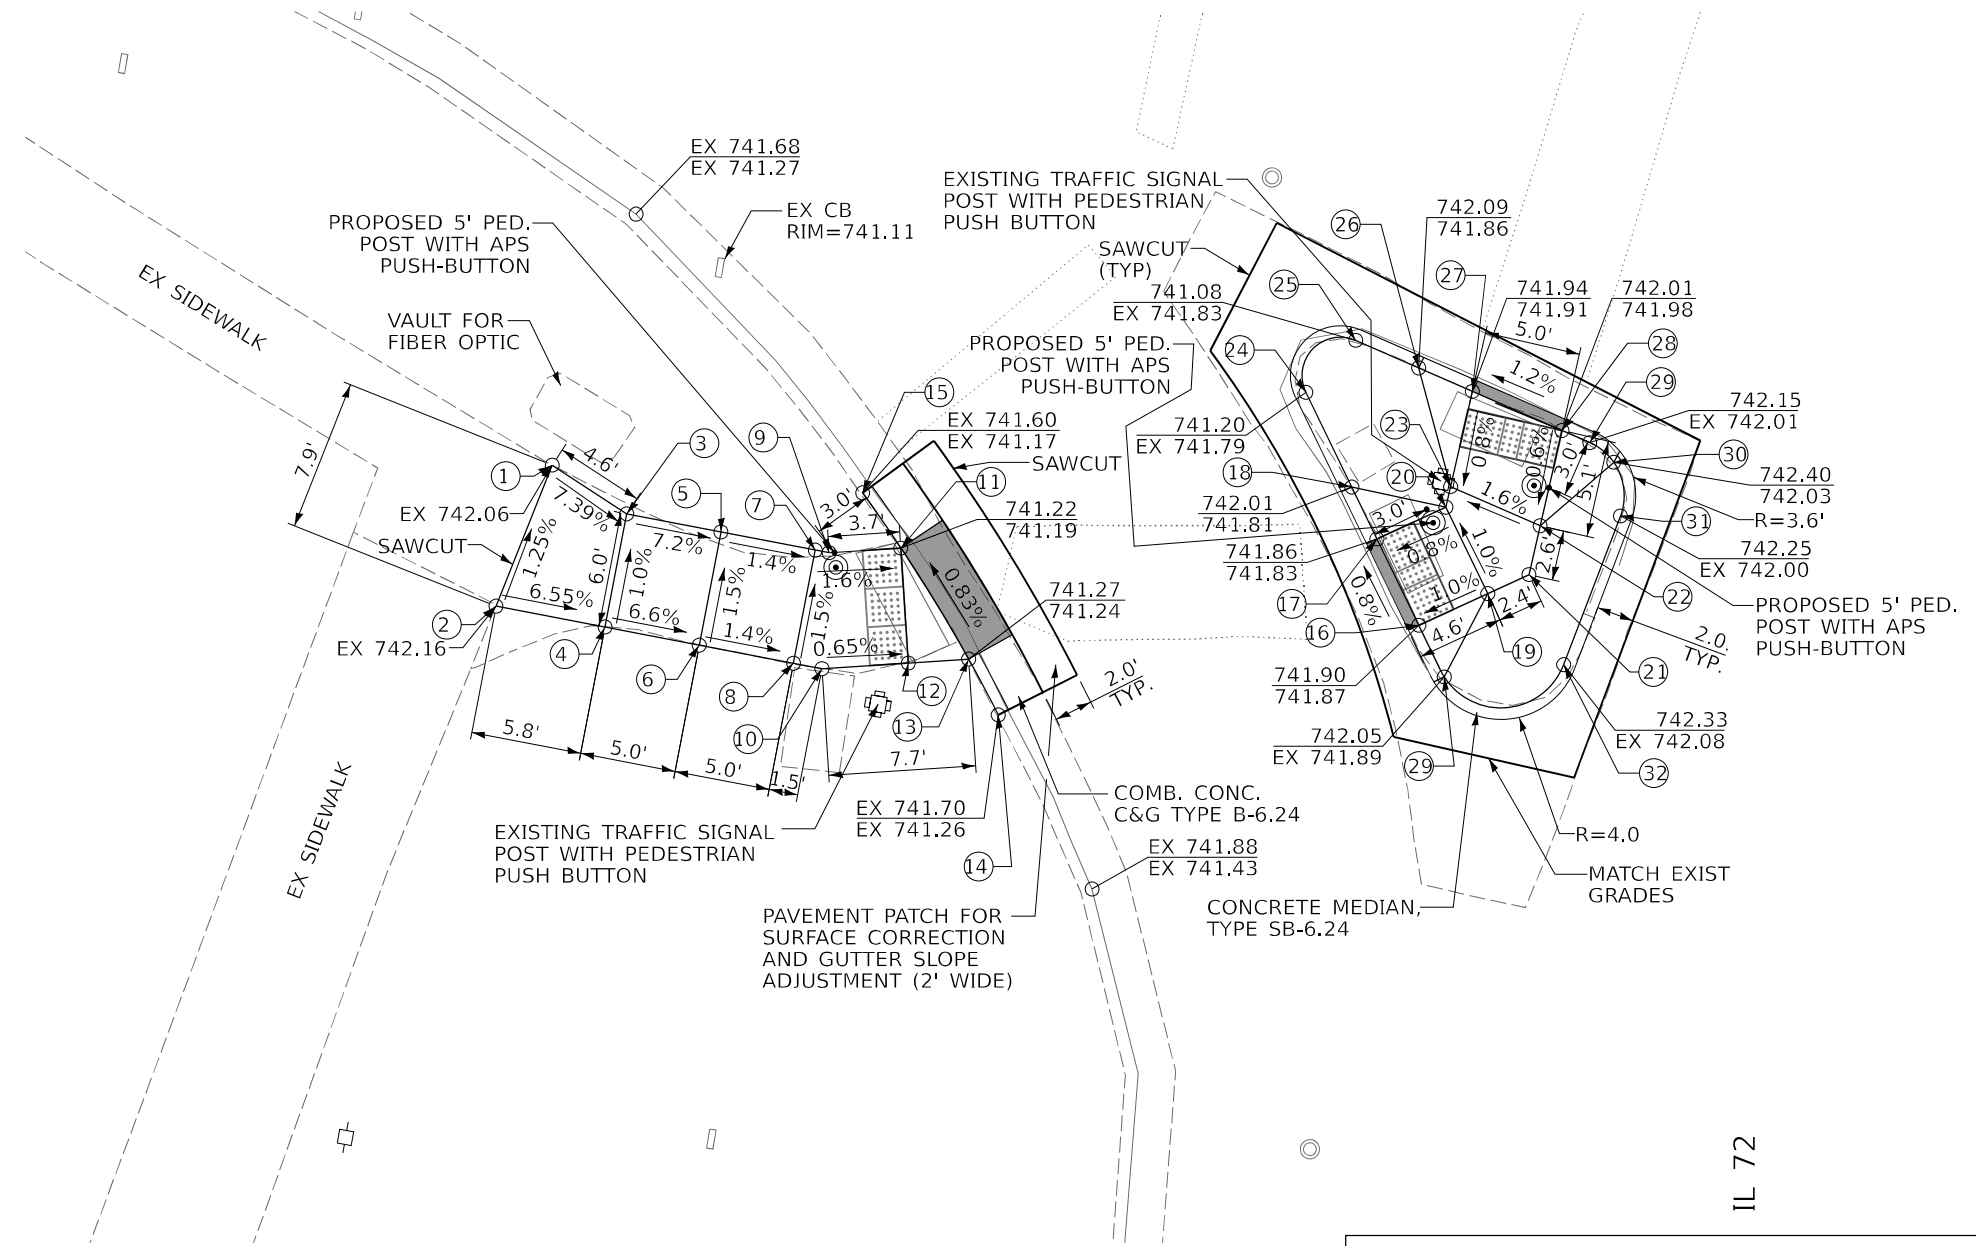 EX 741.68
EX 741.27
EX CB
RIM=741.11
PROPOSED 5' PED.
POST WITH APS
PUSH-BUTTON
EX SIDEWALK
VAULT FOR
FIBER OPTIC
EXISTING TRAFFIC SIGNAL
POST WITH PEDESTRIAN
PUSH BUTTON
SAWCUT
(TYP)
741.08
EX 741.83
PROPOSED 5' PED.
POST WITH APS
PUSH-BUTTON
26
742.09
741.86
27
741.94
741.91
742.01
741.98
5.0'
25
24
28
29
1.2%
742.15
EX 742.01
15
EX 741.60
EX 741.17
SAWCUT
11
741.22
741.19
741.20
EX 741.79
23
18
20
742.01
741.81
30
742.40
742.03
R=3.6'
31
742.25
EX 742.00
22
PROPOSED 5' PED.
POST WITH APS
PUSH-BUTTON
7.9'
1
4.6'
3
5
7
9
EX 742.06
SAWCUT
7.39%
1.25%
6.55%
6.0'
1.0%
7.2%
6.6%
1.5%
1.4%
1.4%
1.5%
3.0'
3.7'
1.6%
0.65%
0.83%
741.27
741.24
2
EX 742.16
4
6
8
10
12
13
5.8'
5.0'
5.0'
1.5'
7.7'
2.0'
TYP.
0.8%
0.6%
3.0'
5.1'
1.6%
3.0'
0.8%
1.0%
1.0%
2.6'
2.4'
4.6'
0.8%
741.86
741.83
17
16
19
21
2.0
TYP.
741.90
741.87
742.05
EX 741.89
29
742.33
EX 742.08
32
EX 741.70
EX 741.26
14
COMB. CONC.
C&G TYPE B-6.24
EX 741.88
EX 741.43
R=4.0
MATCH EXIST
GRADES
CONCRETE MEDIAN,
TYPE SB-6.24
EXISTING TRAFFIC SIGNAL
POST WITH PEDESTRIAN
PUSH BUTTON
EX SIDEWALK
PAVEMENT PATCH FOR
SURFACE CORRECTION
AND GUTTER SLOPE
ADJUSTMENT (2' WIDE)
IL 72